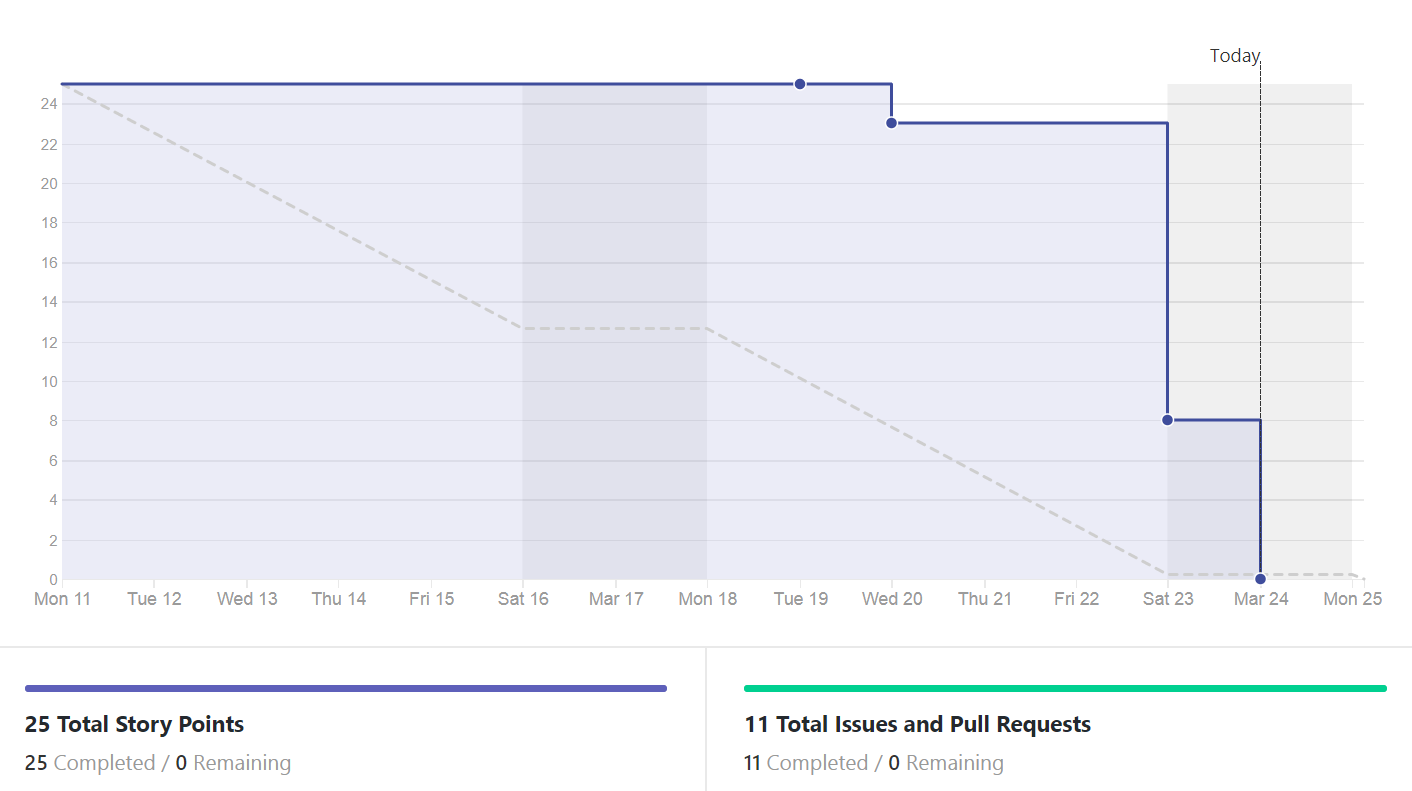 Today
24
22
20
18
16
14
12
10
8
6
4
2
0
Mon 11 Tue 12 Wed 13 Thu 14 Fri 15 Sat 16 Mar 17 Mon 18 Tue 19 Wed 20 Thu 21 Fri 22 Sat 23 Mar 24 Mon 25
25 Total Story Points
25 Completed / 0 Remaining
11 Total Issues and Pull Requests
11 Completed / 0 Remaining